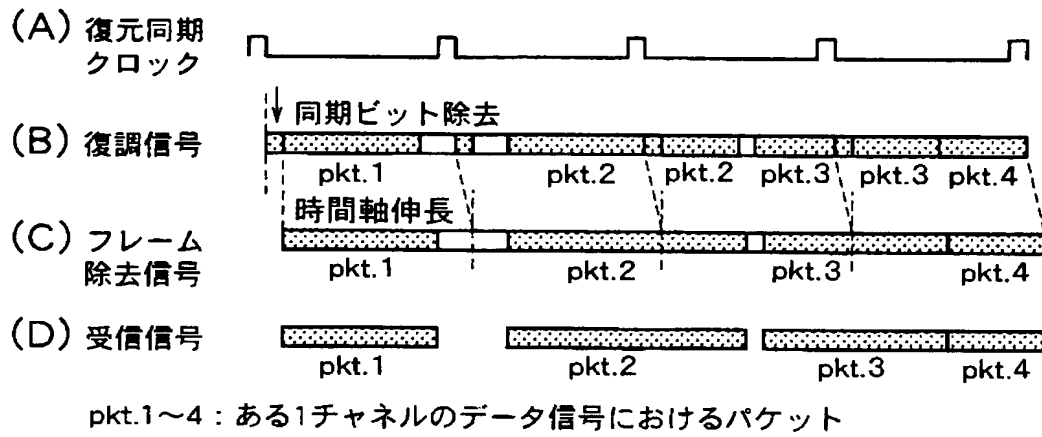 (A) 復元同期
クロック
同期ビット除去
(B) 復調信号
pkt.1 pkt.2 pkt.2 pkt.3 pkt.3 pkt.4
時間軸伸長
(C) フレーム
除去信号
pkt.1 pkt.2 pkt.3 pkt.4
(D) 受信信号
pkt.1 pkt.2 pkt.3 pkt.4
pkt.1～4 : ある1チャネルのデータ信号におけるパケット